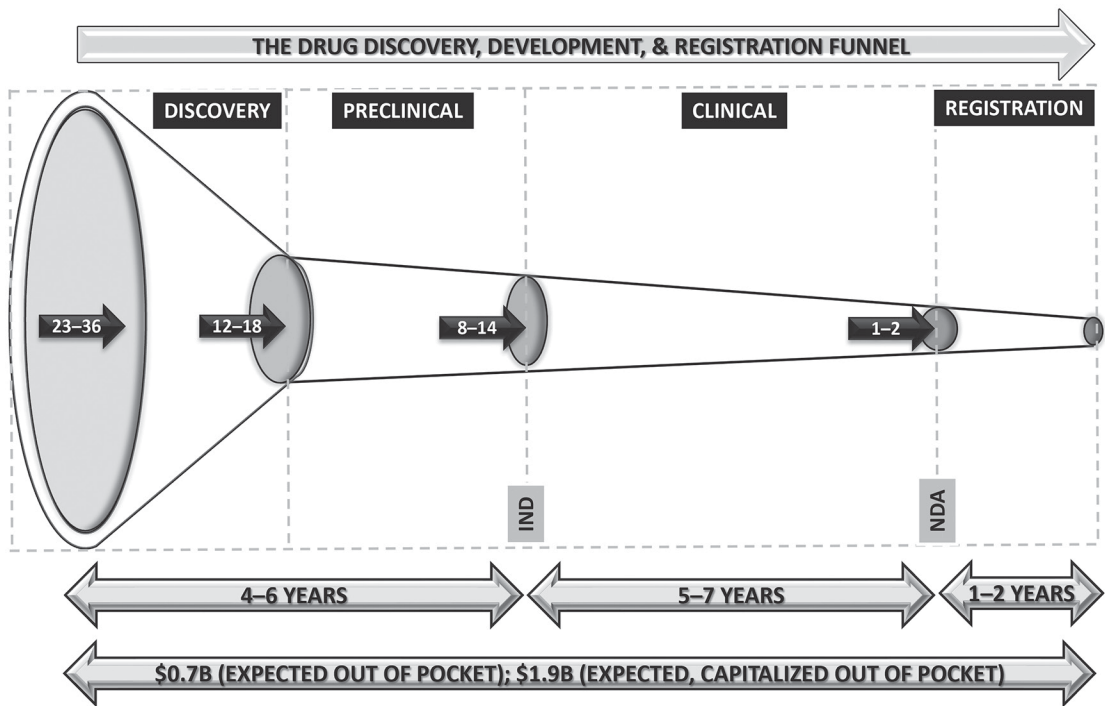 THE DRUG DISCOVERY, DEVELOPMENT, & REGISTRATION FUNNEL
DISCOVERY
PRECLINICAL
CLINICAL
REGISTRATION
23–36
12–18
8–14
1–2
IND
NDA
4–6 YEARS
5–7 YEARS
1–2 YEARS
$0.7B (EXPECTED OUT OF POCKET); $1.9B (EXPECTED, CAPITALIZED OUT OF POCKET)